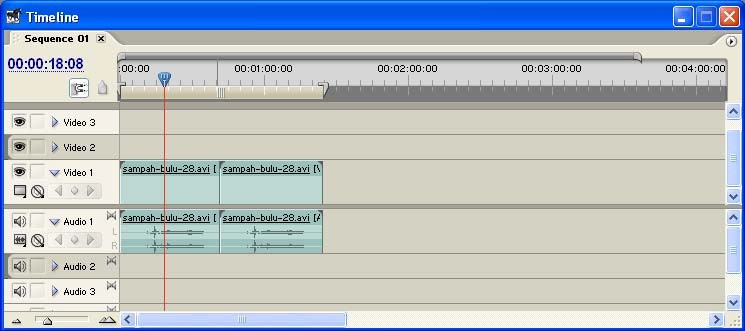 Timeline
Sequence 01
00:00:18:08
:00:00 00:01:00:00 00:02:00:00 00:03:00:00 00:04:00:00
Video 3
Video 2
Video 1
sampah-bulu-28.avi [ sampah-bulu-28.avi [V
Audio 1
sampah-bulu-28.avi [ sampah-bulu-28.avi [A
L
R
Audio 2
Audio 3